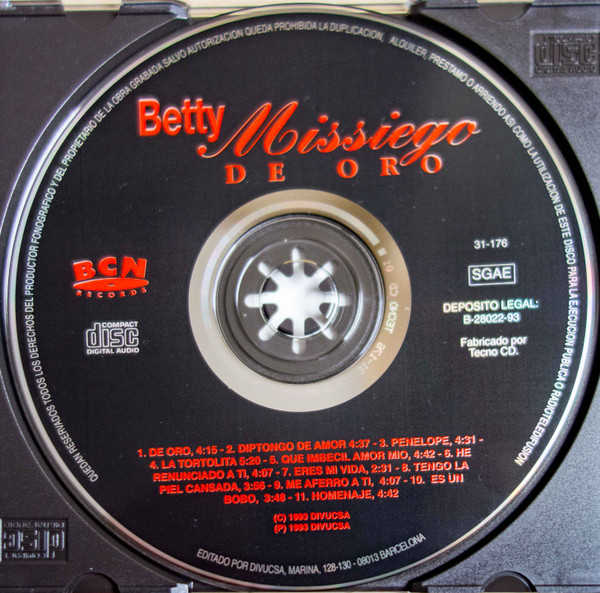 QUEDAN RESERVADOS TODOS LOS DERECHOS DEL PRODUCTOR FONOGRAFICO Y DEL PROPIETARIO DE LA OBRA GRABADA SALVO AUTORIZACION QUEDA PROHIBIDA LA DUPLICACION, ALQUILER, PRESTAMO O ARRIENDO ASI COMO LA UTILIZACION DE ESTE DISCO PARA LA EJECUCION PUBLICA O RADIOTELEDIFUSION
Betty Missiego
DE ORO
31-176
BCN
RECORDS
SGAE
DEPOSITO LEGAL:
B-28022-93
COMPACT
disc
DIGITAL AUDIO
Fabricado por
Tecno CD.
1. DE ORO, 4:15 - 2. DIPTONGO DE AMOR 4:37 - 3. PENELOPE, 4:31 -
4. LA TORTOLITA 5:20 - 5. QUE IMBECIL AMOR MIO, 4:42 - 6. HE
RENUNCIADO A TI, 4:07 - 7. ERES MI VIDA, 2:31 - 8. TENGO LA
PIEL CANSADA, 3:56 - 9. ME AFERRO A TI, 4:07 - 10. ES UN
BOBO, 3:48 - 11. HOMENAJE, 4:42
(C) 1993 DIVUCSA
(P) 1993 DIVUCSA
EDITADO POR DIVUCSA, MARINA, 128-130 - 08013 BARCELONA
disc
disc